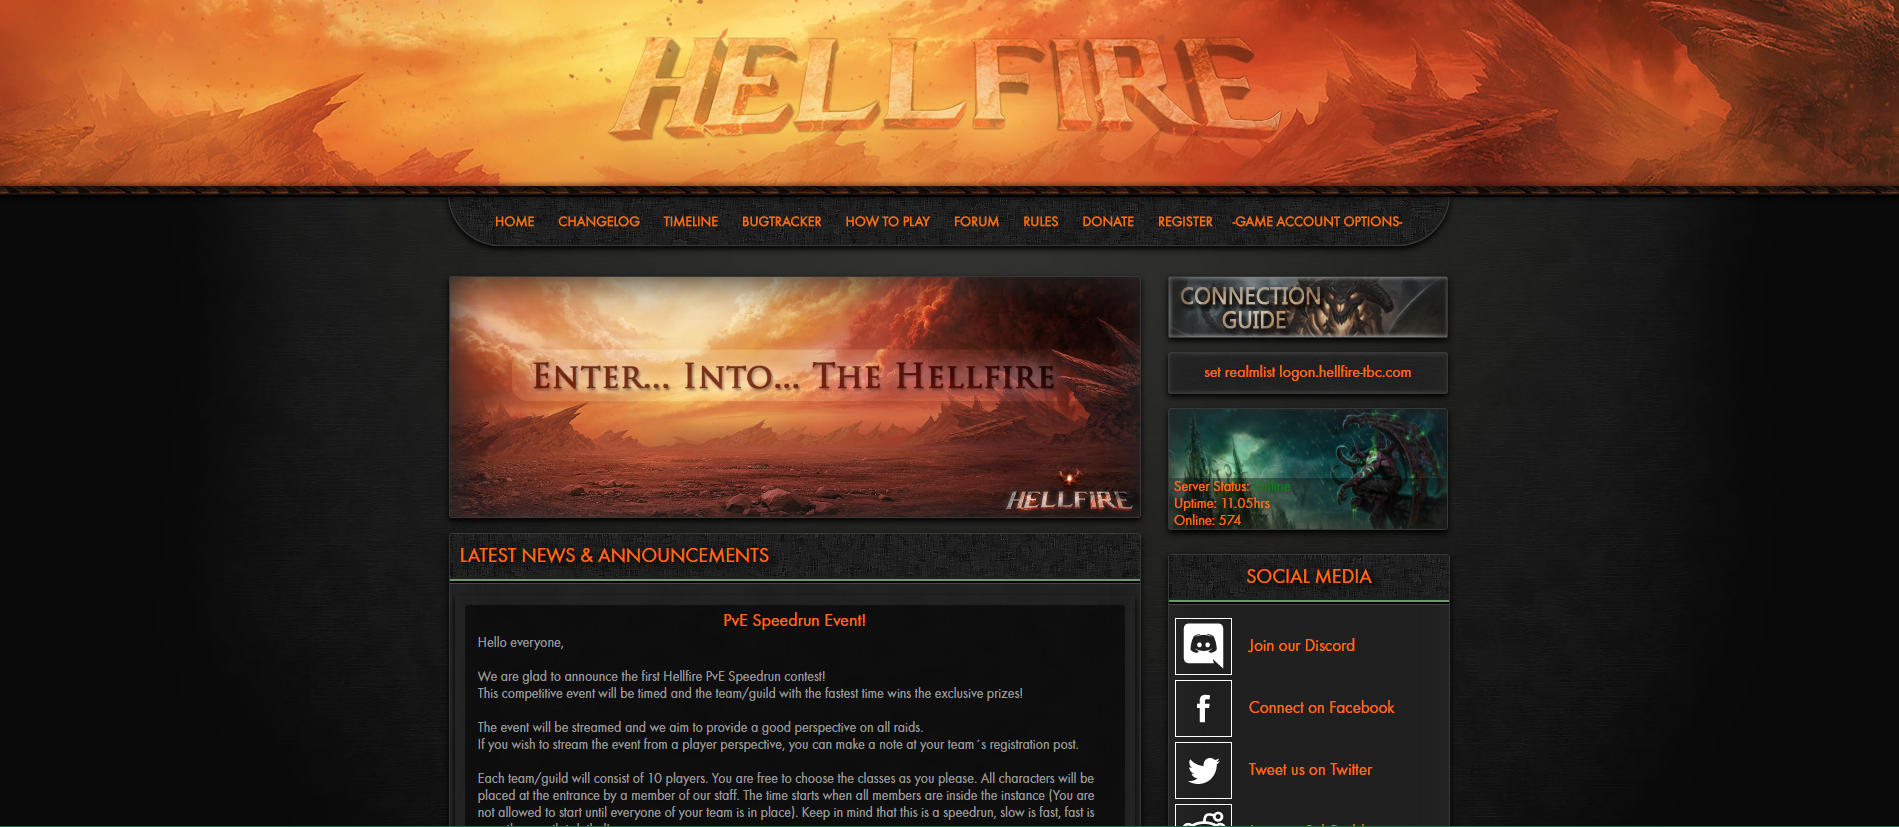 HELLFIRE
HOME CHANGELOG TIMELINE BUGTRACKER HOW TO PLAY FORUM RULES DONATE REGISTER -GAME ACCOUNT OPTIONS-
ENTER... INTO... THE HELLFIRE
HELLFIRE
LATEST NEWS & ANNOUNCEMENTS
PvE Speedrun Event!
Hello everyone,
We are glad to announce the first Hellfire PvE Speedrun contest!
This competitive event will be timed and the team/guild with the fastest time wins the exclusive prizes!
The event will be streamed and we aim to provide a good perspective on all raids.
If you wish to stream the event from a player perspective, you can make a note at your team´s registration post.
Each team/guild will consist of 10 players. You are free to choose the classes as you please. All characters will be
placed at the entrance by a member of our staff. The time starts when all members are inside the instance (You are
not allowed to start until everyone of your team is in place). Keep in mind that this is a speedrun, slow is fast, fast is
CONNECTION
GUIDE
set realmlist logon.hellfire-tbc.com
Server Status: Online
Uptime: 11.05hrs
Online: 574
SOCIAL MEDIA
Join our Discord
Connect on Facebook
Tweet us on Twitter